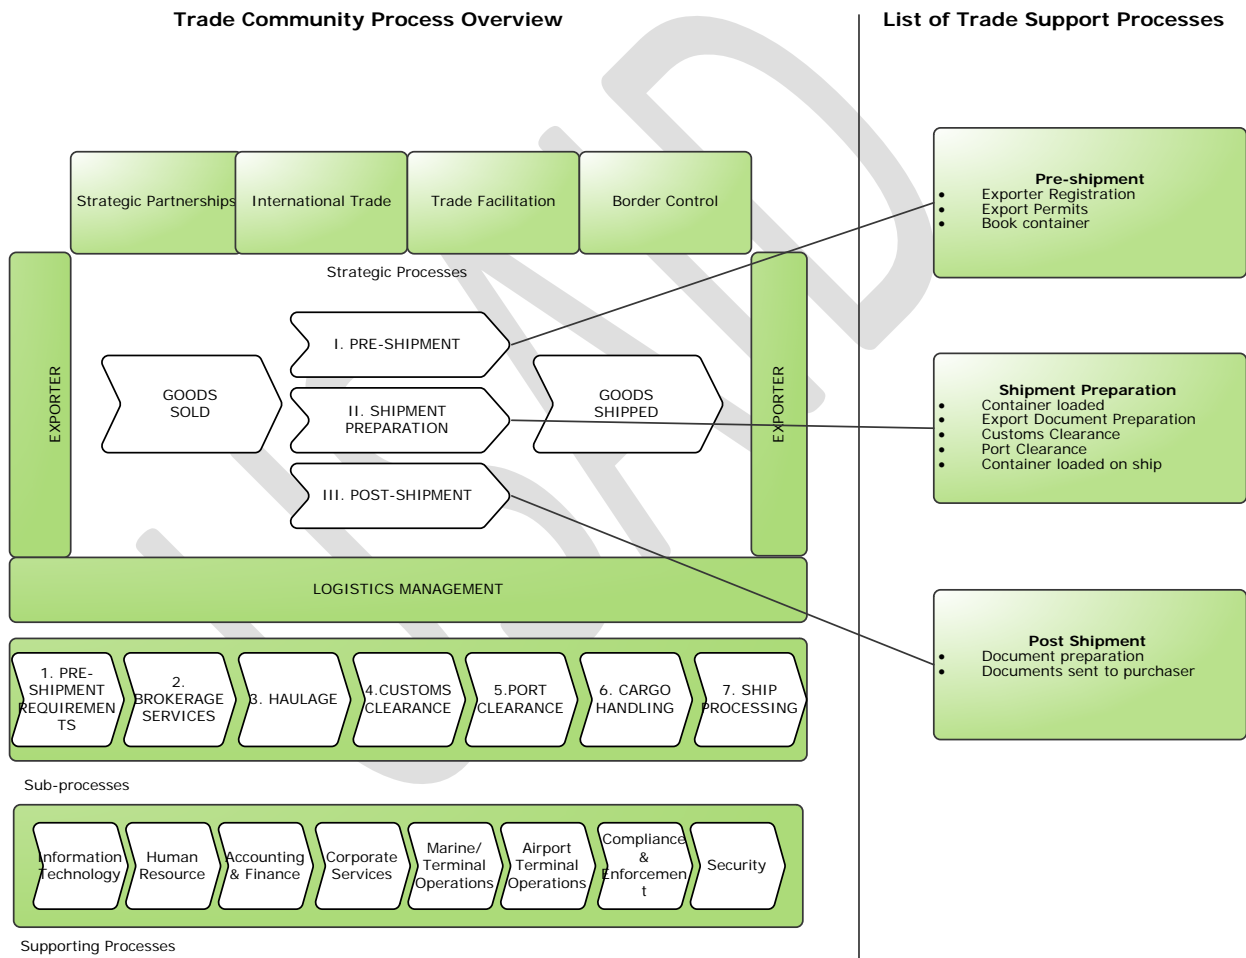 Trade Community Process Overview
List of Trade Support Processes
Strategic Partnerships
International Trade
Trade Facilitation
Border Control
Strategic Processes
EXPORTER
GOODS
SOLD
I. PRE-SHIPMENT
II. SHIPMENT
PREPARATION
III. POST-SHIPMENT
GOODS
SHIPPED
EXPORTER
LOGISTICS MANAGEMENT
1. PRE-
SHIPMENT
REQUIREMEN
TS
2.
BROKERAGE
SERVICES
3. HAULAGE
4.CUSTOMS
CLEARANCE
5.PORT
CLEARANCE
6. CARGO
HANDLING
7. SHIP
PROCESSING
Sub-processes
Information
Technology
Human
Resource
Accounting
& Finance
Corporate
Services
Marine/
Terminal
Operations
Airport
Terminal
Operations
Compliance
&
Enforcemen
t
Security
Supporting Processes
Pre-shipment
• Exporter Registration
• Export Permits
• Book container
Shipment Preparation
• Container loaded
• Export Document Preparation
• Customs Clearance
• Port Clearance
• Container loaded on ship
Post Shipment
• Document preparation
• Documents sent to purchaser